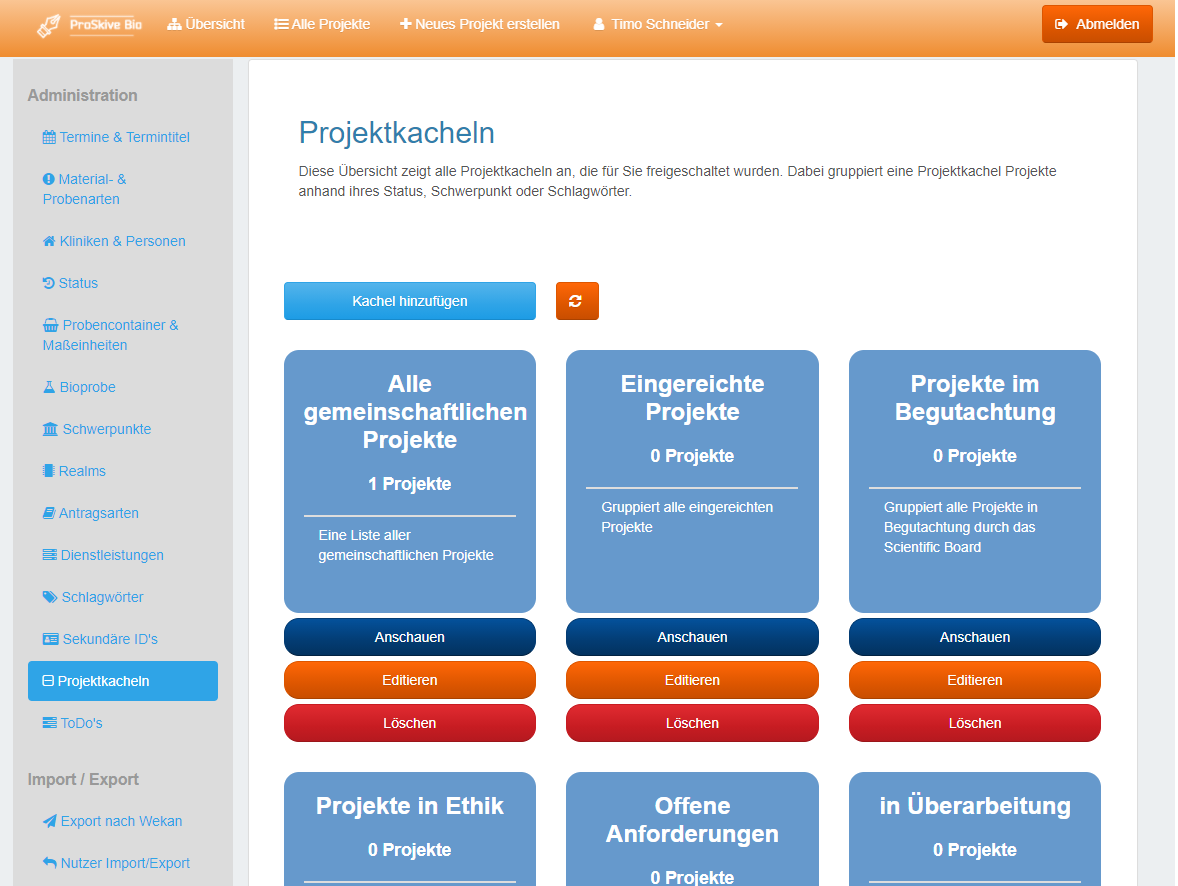 ProSkive Bio
Übersicht
Alle Projekte
Neues Projekt erstellen
Timo Schneider
Abmelden
Administration
Termine & Termintitel
Material- &
Probenarten
Kliniken & Personen
Status
Probencontainer &
Maßeinheiten
Bioprobe
Schwerpunkte
Realms
Antragsarten
Dienstleistungen
Schlagwörter
Sekundäre ID's
Projektkacheln
ToDo's
Import / Export
Export nach Wekan
Nutzer Import/Export
Projektkacheln
Diese Übersicht zeigt alle Projektkacheln an, die für Sie freigeschaltet wurden. Dabei gruppiert eine Projektkachel Projekte
anhand ihres Status, Schwerpunkt oder Schlagwörter.
Kachel hinzufügen
Alle
gemeinschaftlichen
Projekte
1 Projekte
Eine Liste aller
gemeinschaftlichen Projekte
Anschauen
Editieren
Löschen
Eingereichte
Projekte
0 Projekte
Gruppiert alle eingereichten
Projekte
Anschauen
Editieren
Löschen
Projekte im
Begutachtung
0 Projekte
Gruppiert alle Projekte in
Begutachtung durch das
Scientific Board
Anschauen
Editieren
Löschen
Projekte in Ethik
0 Projekte
Offene
Anforderungen
0 Projekte
in Überarbeitung
0 Projekte